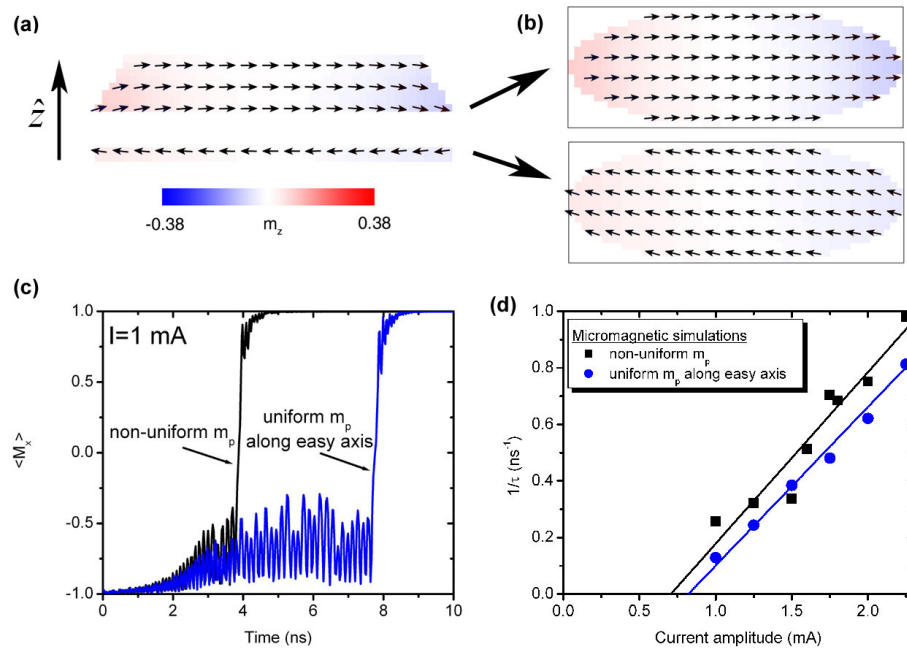 (a)
ẑ
-0.38
m_z
0.38
(b)
(c)
I=1 mA
non-uniform m_p
uniform m_p
along easy axis
<M_x>
1.0
0.5
0.0
-0.5
-1.0
0
2
4
6
8
10
Time (ns)
(d)
Micromagnetic simulations
non-uniform m_p
uniform m_p along easy axis
1/τ (ns⁻¹)
1.0
0.8
0.6
0.4
0.2
0.0
0.0
0.5
1.0
1.5
2.0
Current amplitude (mA)